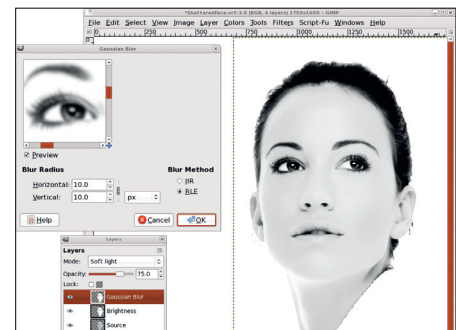 *ShatteredFace.xcf-3.0 (RGB, 4 layers) 1750x1600 – GIMP
File Edit Select View Image Layer Colors Tools Filters Script-Fu Windows Help
0 250 500 750 1000 1250 1500
Gaussian Blur
Preview
Blur Radius
Blur Method
Horizontal: 10.0
IIR
Vertical: 10.0 px
RLE
Help Cancel OK
Layers
Layers
Mode: Soft light
Opacity: 75.0
Lock:
Gaussian Blur
Brightness
Source